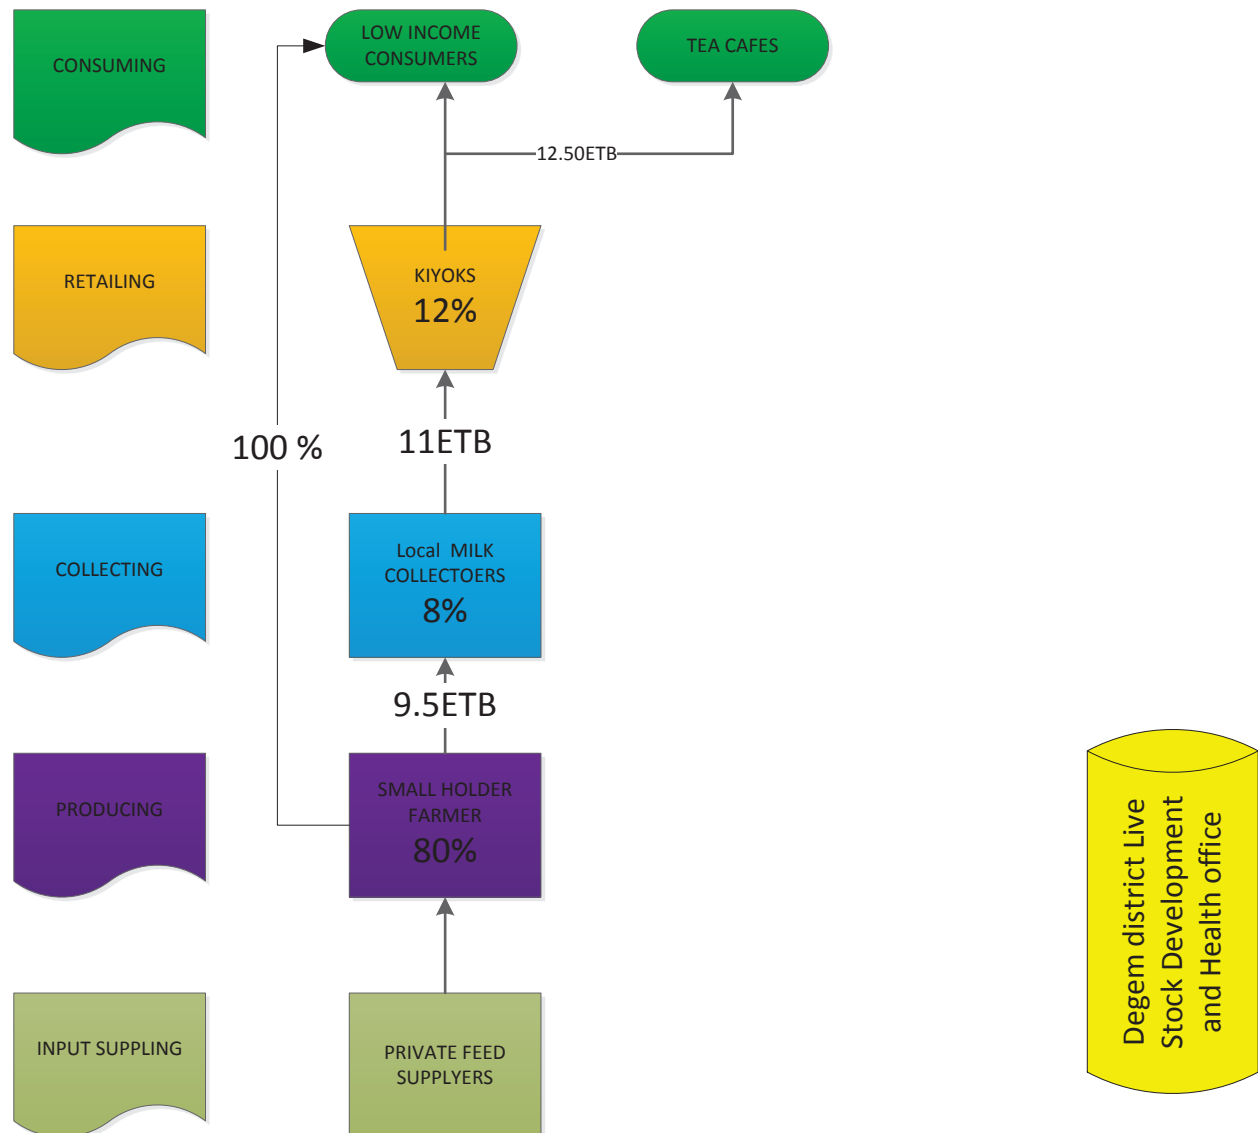 CONSUMING
LOW INCOME
CONSUMERS
TEA CAFES
12.50ETB
RETAILING
KIYOKS
12%
100 %
11ETB
COLLECTING
Local MILK
COLLECTOERS
8%
9.5ETB
PRODUCING
SMALL HOLDER
FARMER
80%
Degem district Live
Stock Development
and Health office
INPUT SUPPLING
PRIVATE FEED
SUPPLYERS